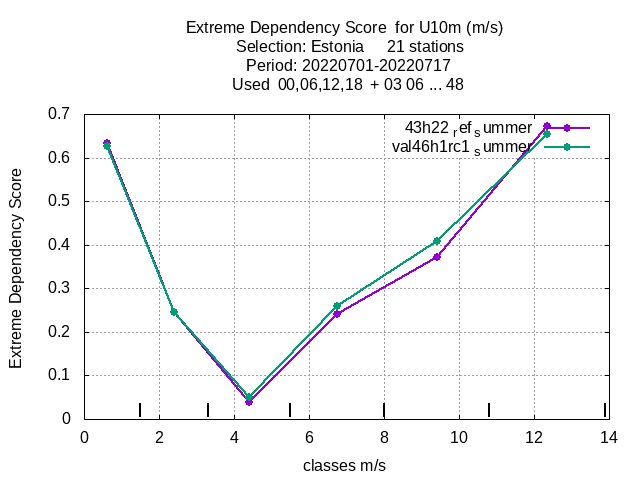 Extreme Dependency Score  for U10m (m/s)
Selection: Estonia     21 stations
Period: 20220701-20220717
Used  00,06,12,18  + 03 06 ... 48
43h22 refsummer
val46h1rc1 summer
Extreme Dependency Score
0.7
0.6
0.5
0.4
0.3
0.2
0.1
0
0 2 4 6 8 10 12 14
classes m/s